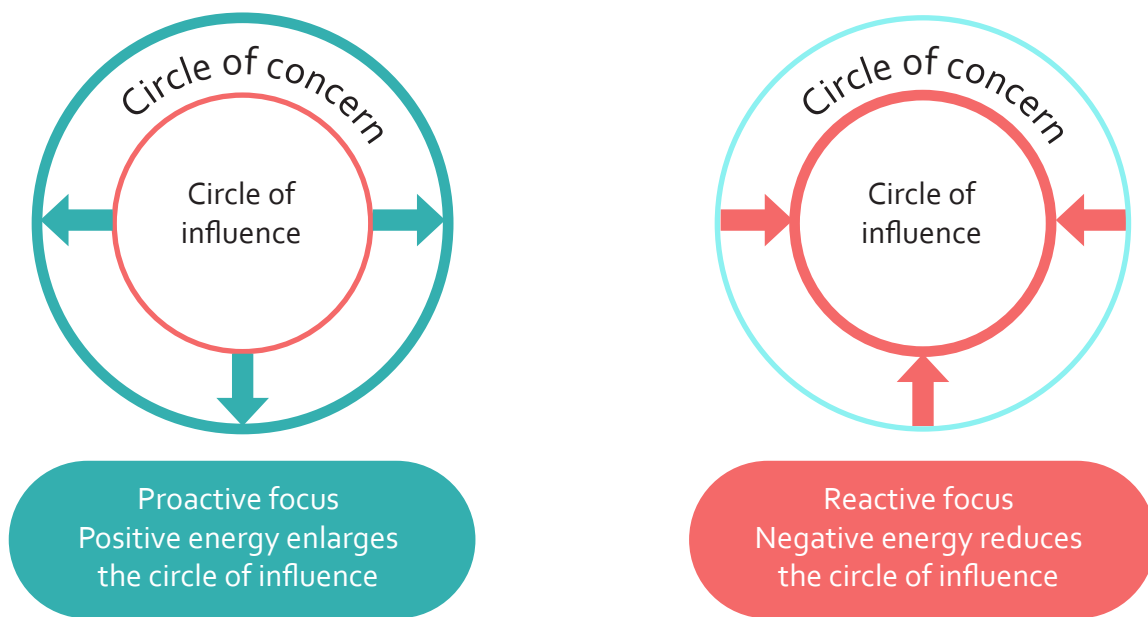 Circle of concern
Circle of
influence
Proactive focus
Positive energy enlarges
the circle of influence
Circle of concern
Circle of
influence
Reactive focus
Negative energy reduces
the circle of influence